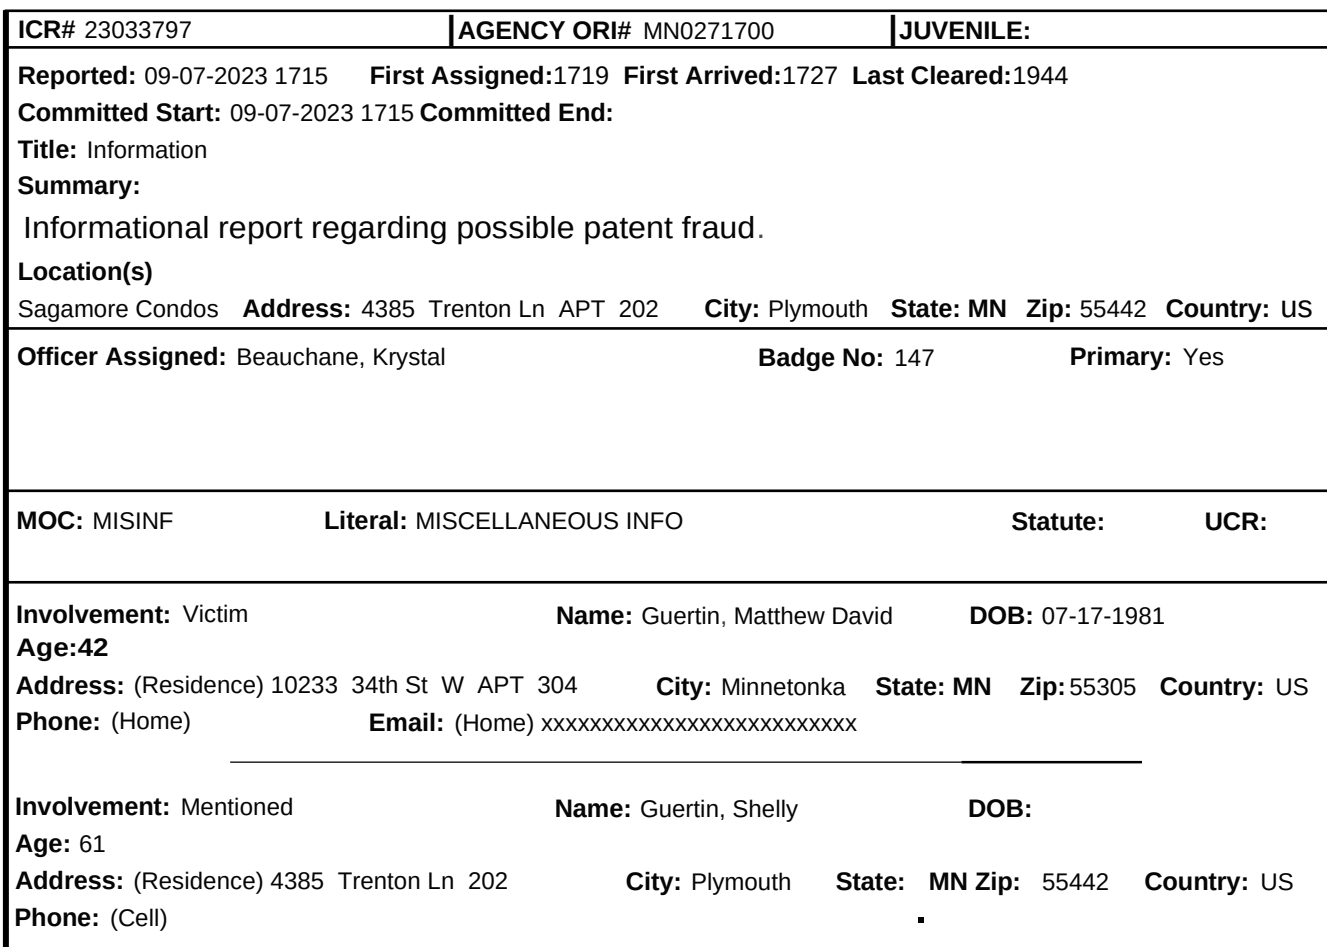 ICR# 23033797 AGENCY ORI# MN0271700 JUVENILE:
Reported: 09-07-2023 1715 First Assigned:1719 First Arrived:1727 Last Cleared:1944
Committed Start: 09-07-2023 1715 Committed End:
Title: Information
Summary:
Informational report regarding possible patent fraud.
Location(s)
Sagamore Condos Address: 4385 Trenton Ln APT 202 City: Plymouth State: MN Zip: 55442 Country: US
Officer Assigned: Beauchane, Krystal Badge No: 147 Primary: Yes
MOC: MISINF Literal: MISCELLANEOUS INFO Statute: UCR:
Involvement: Victim Name: Guertin, Matthew David DOB: 07-17-1981
Age:42
Address: (Residence) 10233 34th St W APT 304 City: Minnetonka State: MN Zip: 55305 Country: US
Phone: (Home) Email: (Home) xxxxxxxxxxxxxxxxxxxxxxxxxx
Involvement: Mentioned Name: Guertin, Shelly DOB:
Age: 61
Address: (Residence) 4385 Trenton Ln 202 City: Plymouth State: MN Zip: 55442 Country: US
Phone: (Cell)